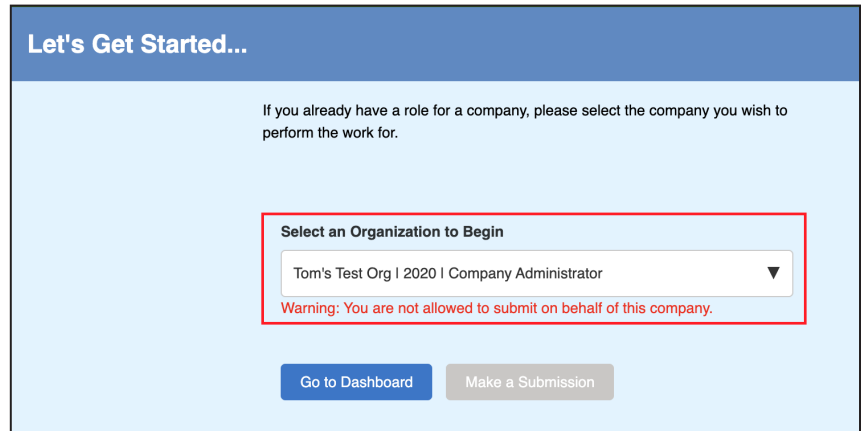 Let's Get Started...
If you already have a role for a company, please select the company you wish to
perform the work for.
Select an Organization to Begin
Tom's Test Org | 2020 | Company Administrator ▼
Warning: You are not allowed to submit on behalf of this company.
Go to Dashboard Make a Submission